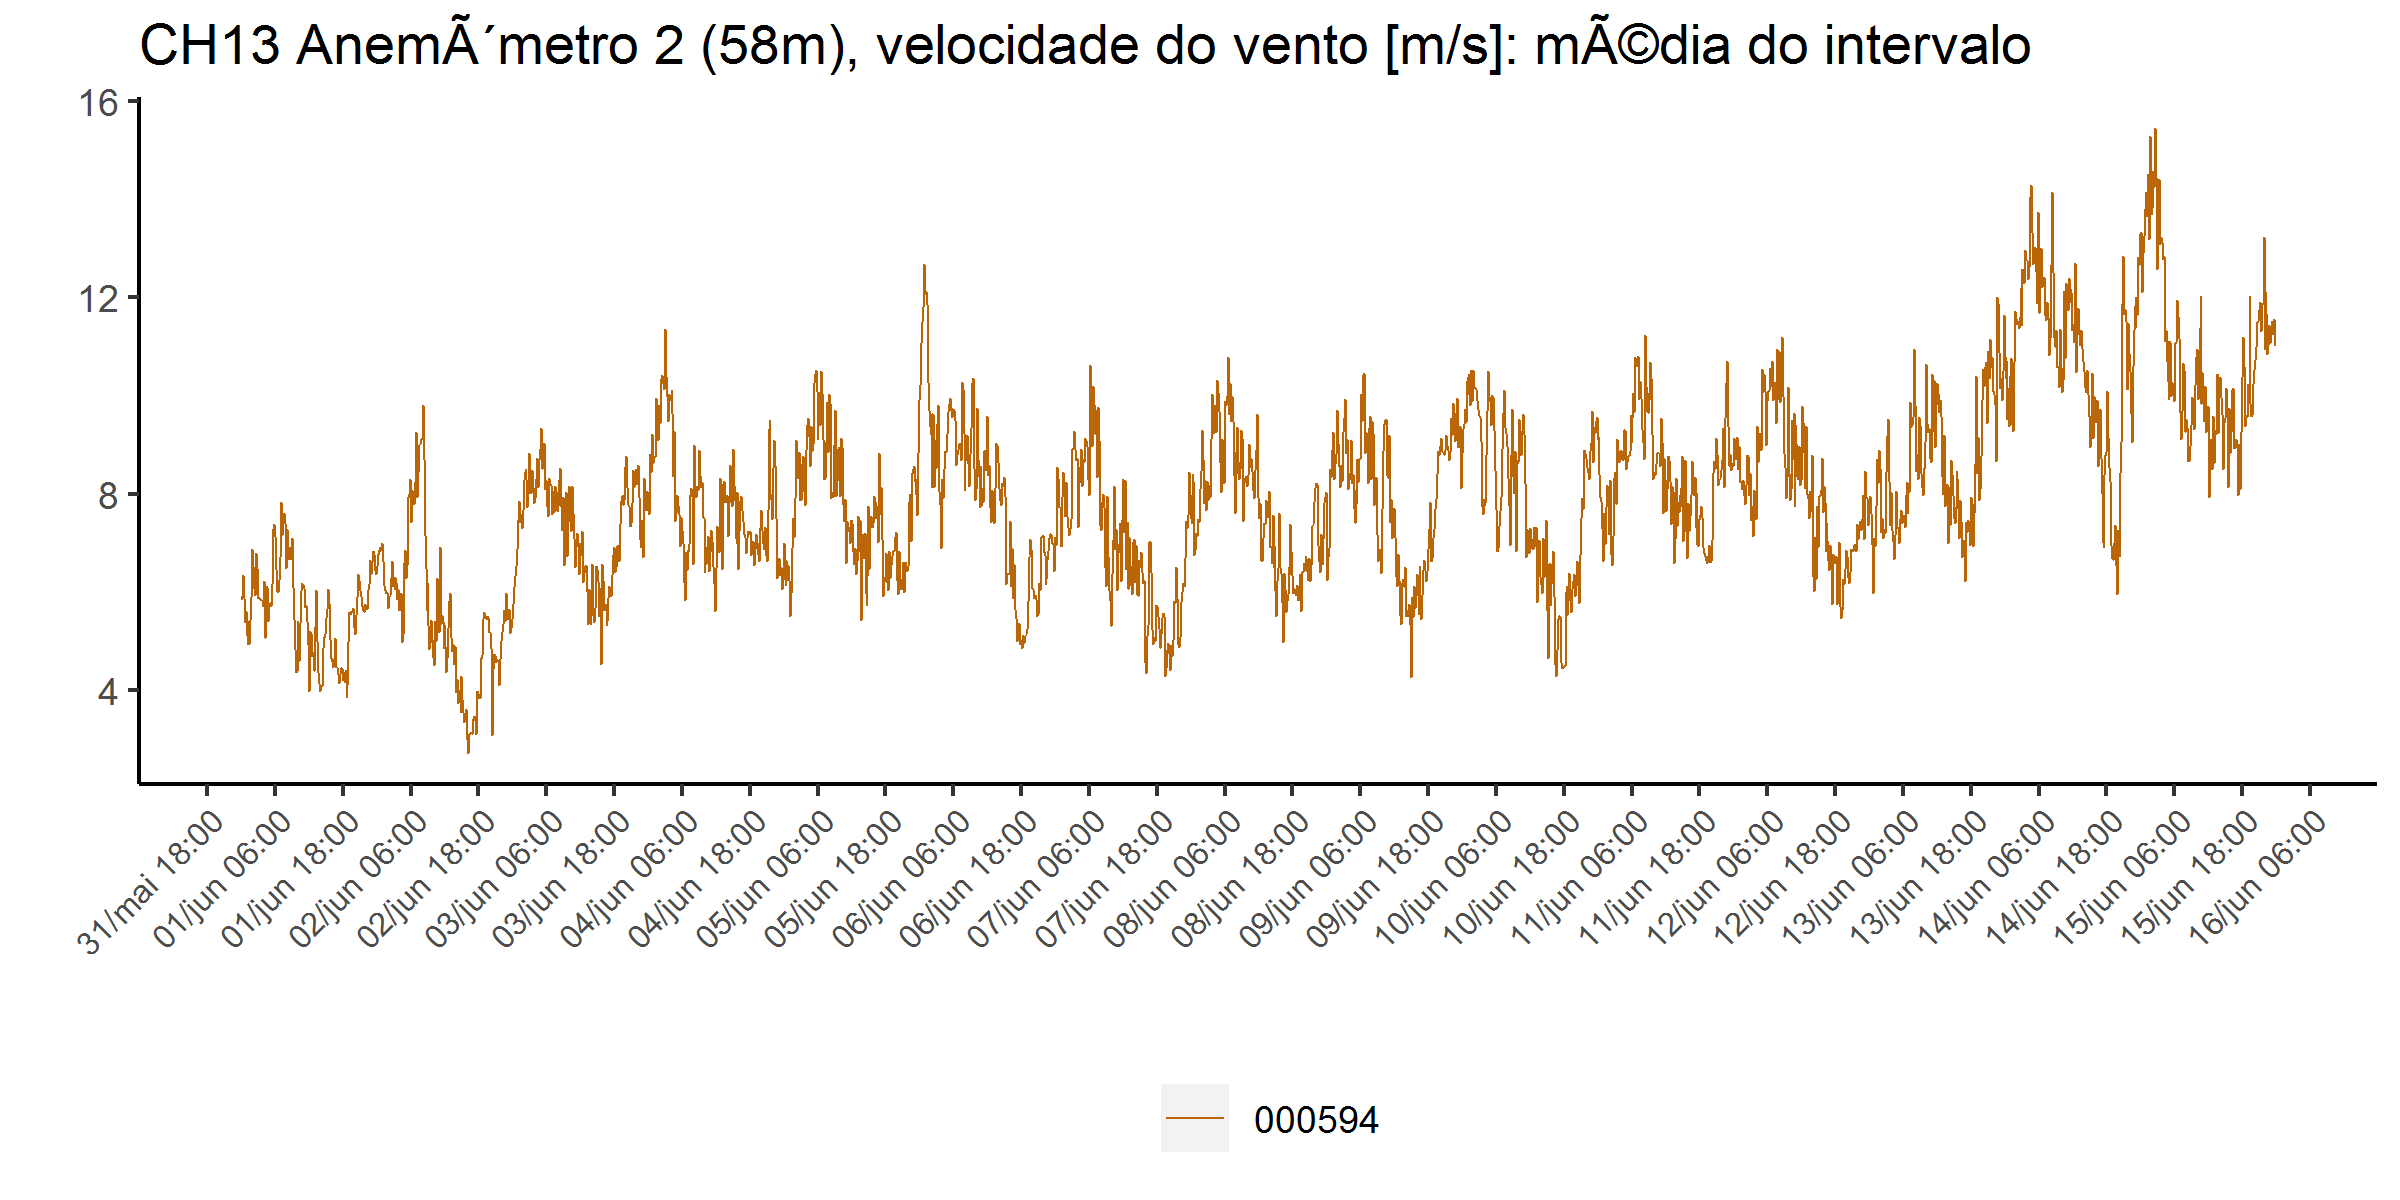 CH13 AnemÃ´metro 2 (58m), velocidade do vento [m/s]: mÃ©dia do intervalo
16
12
8
4
31/mai 18:00
01/jun 06:00
01/jun 18:00
02/jun 06:00
02/jun 18:00
03/jun 06:00
03/jun 18:00
04/jun 06:00
04/jun 18:00
05/jun 06:00
05/jun 18:00
06/jun 06:00
06/jun 18:00
07/jun 06:00
07/jun 18:00
08/jun 06:00
08/jun 18:00
09/jun 06:00
09/jun 18:00
10/jun 06:00
10/jun 18:00
11/jun 06:00
11/jun 18:00
12/jun 06:00
12/jun 18:00
13/jun 06:00
13/jun 18:00
14/jun 06:00
14/jun 18:00
15/jun 06:00
15/jun 18:00
16/jun 06:00
000594